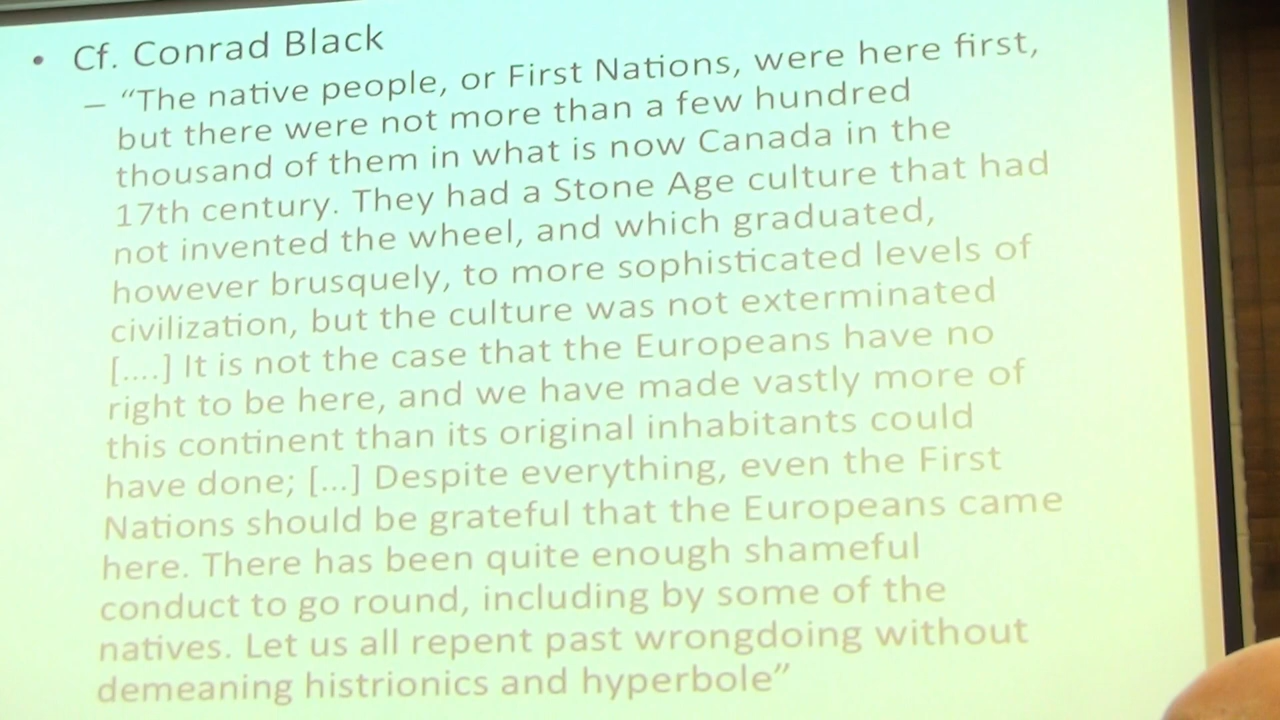 • Cf. Conrad Black
– “The native people, or First Nations, were here first,
but there were not more than a few hundred
thousand of them in what is now Canada in the
17th century. They had a Stone Age culture that had
not invented the wheel, and which graduated,
however brusquely, to more sophisticated levels of
civilization, but the culture was not exterminated
[....] It is not the case that the Europeans have no
right to be here, and we have made vastly more of
this continent than its original inhabitants could
have done; [...] Despite everything, even the First
Nations should be grateful that the Europeans came
here. There has been quite enough shameful
conduct to go round, including by some of the
natives. Let us all repent past wrongdoing without
demeaning histrionics and hyperbole”